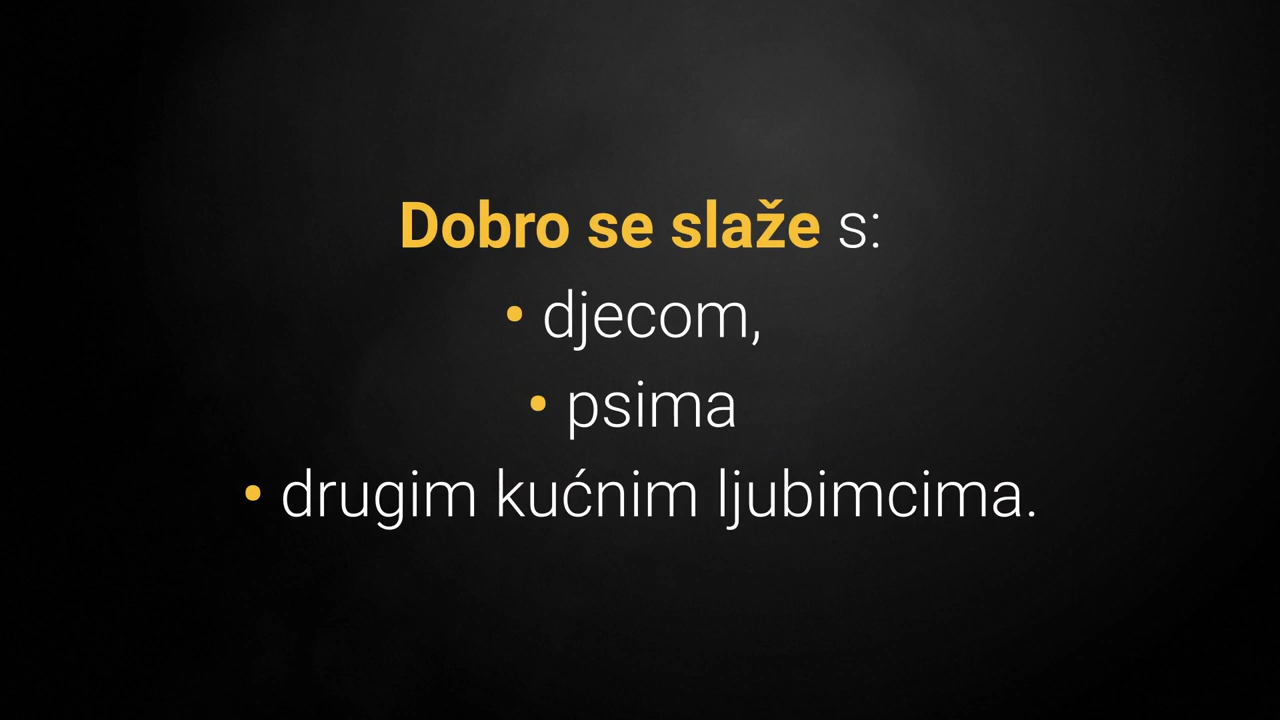 Dobro se slaže s:
• djecom,
• psima
• drugim kućnim ljubimcima.